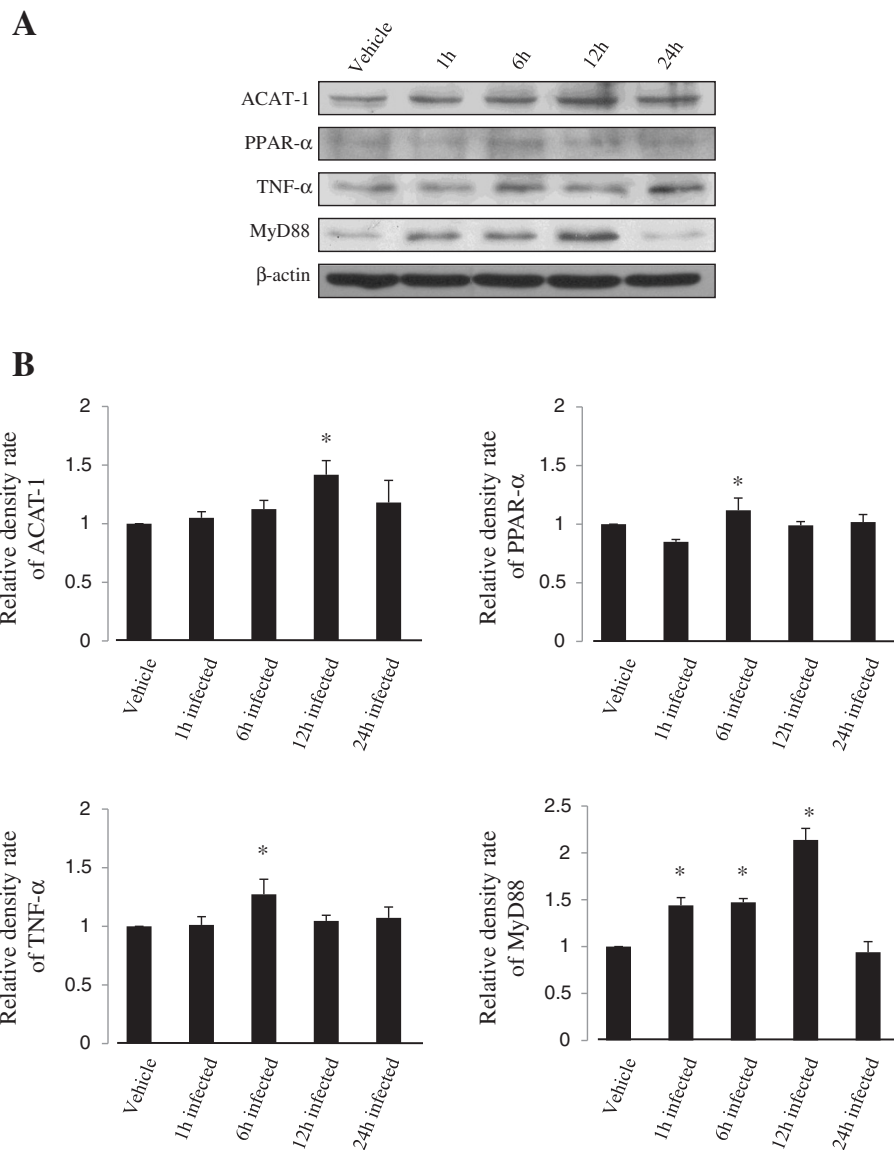 A
Vehicle 1h 6h 12h 24h
ACAT-1
PPAR-α
TNF-α
MyD88
β-actin
B
Relative density rate
of ACAT-1
2
1.5
1
0.5
0
*
Vehicle 1h infected 6h infected 12h infected 24h infected
Relative density rate
of PPAR-α
2
1.5
1
0.5
0
*
Vehicle 1h infected 6h infected 12h infected 24h infected
Relative density rate
of TNF-α
2
1.5
1
0.5
0
*
Vehicle 1h infected 6h infected 12h infected 24h infected
Relative density rate
of MyD88
2.5
2
1.5
1
0.5
0
* * *
Vehicle 1h infected 6h infected 12h infected 24h infected